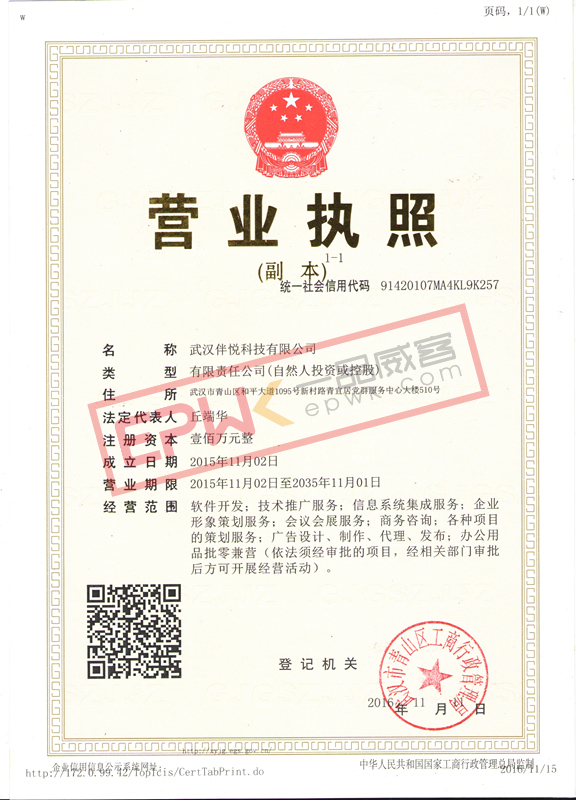 w
页码，1/1(W)
营业执照
(副 本)
1-1
统一社会信用代码 91420107MA4KL9K257
名称 武汉伴悦科技有限公司
类型 有限责任公司(自然人投资或控股)
住所 武汉市青山区和平大道1095号新村路青宜居党群服务中心大楼510号
法定代表人 丘端华
注册资本 壹佰万元整
成立日期 2015年11月02日
营业期限 2015年11月02日至2035年11月01日
经营范围 软件开发；技术推广服务；信息系统集成服务；企业
形象策划服务；会议会展服务；商务咨询；各种项目
的策划服务；广告设计、制作、代理、发布；办公用
品批零兼营（依法须经审批的项目，经相关部门审批
后方可开展经营活动）。
EPWK 一品威客
epwk.com
登记机关
武汉市青山区工商行政管理局
2016年 11月 日
企业信用信息公示系统网址:
http://xyjg.egs.gov.cn/
中华人民共和国国家工商行政管理总局监制
http://172.0.99.42/TopIcis/CertTabPrint.do
2016/11/15